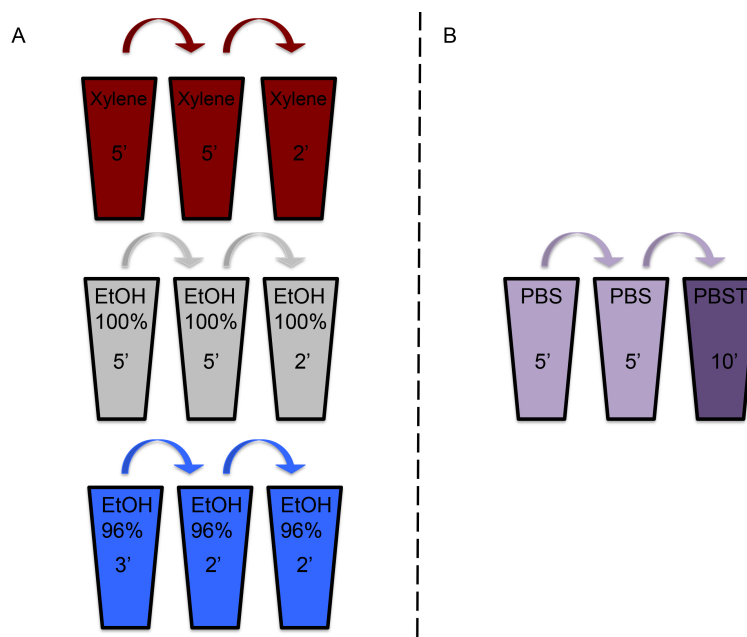 A
Xylene
5’
Xylene
5’
Xylene
2’
EtOH
100%
5’
EtOH
100%
5’
EtOH
100%
2’
EtOH
96%
3’
EtOH
96%
2’
EtOH
96%
2’
B
PBS
5’
PBS
5’
PBST
10’